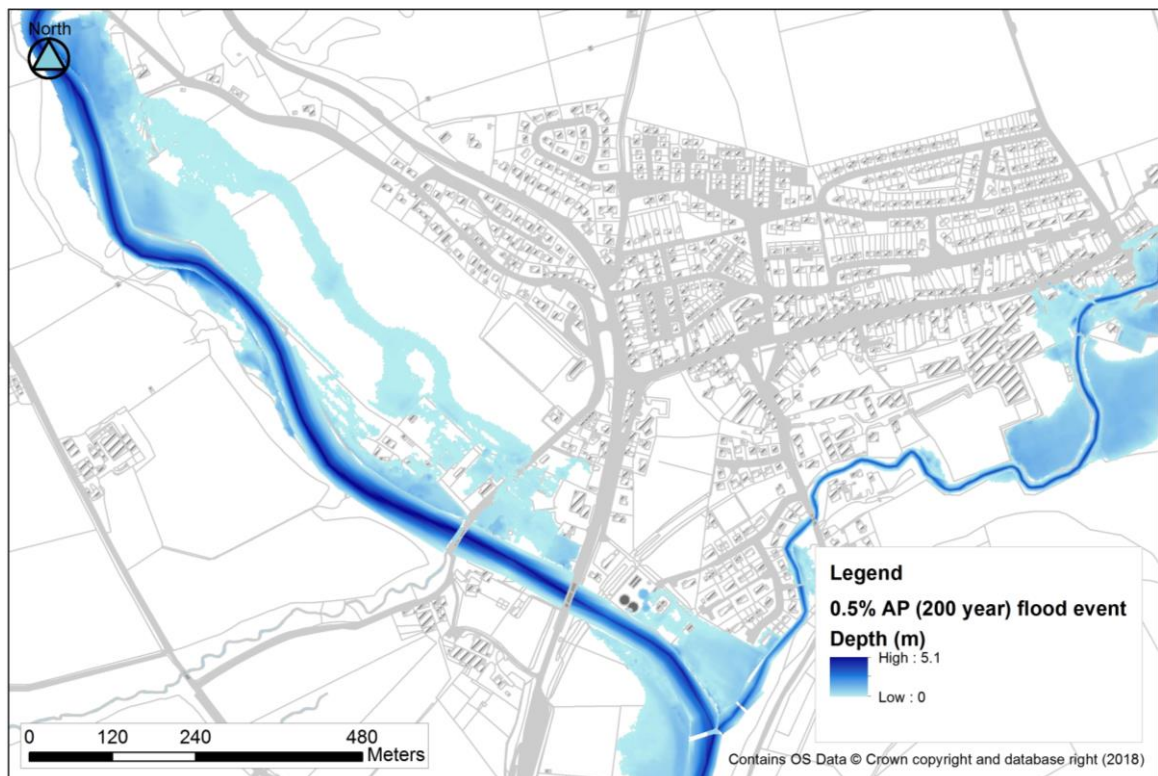 North
Legend
0.5% AP (200 year) flood event
Depth (m)
High : 5.1
Low : 0
0 120 240 480
Meters
Contains OS Data © Crown copyright and database right (2018)